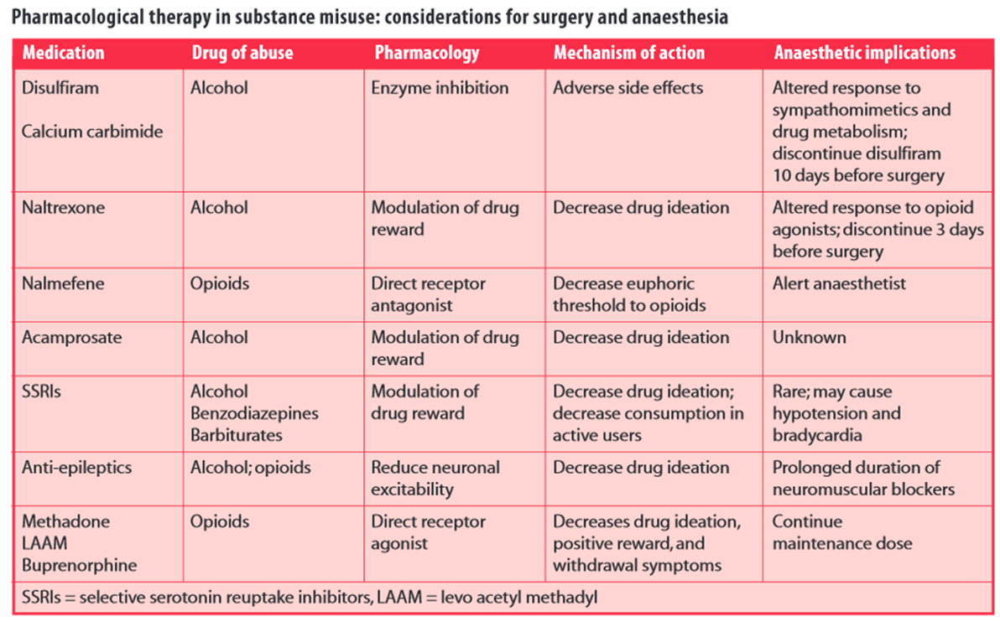 Pharmacological therapy in substance misuse: considerations for surgery and anaesthesia
Medication Drug of abuse Pharmacology Mechanism of action Anaesthetic implications
Disulfiram
Calcium carbimide
Alcohol
Enzyme inhibition
Adverse side effects
Altered response to
sympathomimetics and
drug metabolism;
discontinue disulfiram
10 days before surgery
Naltrexone
Alcohol
Modulation of drug
reward
Decrease drug ideation
Altered response to opioid
agonists; discontinue 3 days
before surgery
Nalmefene
Opioids
Direct receptor
antagonist
Decrease euphoric
threshold to opioids
Alert anaesthetist
Acamprosate
Alcohol
Modulation of drug
reward
Decrease drug ideation
Unknown
SSRIs
Alcohol
Benzodiazepines
Barbiturates
Modulation of
drug reward
Decrease drug ideation;
decrease consumption in
active users
Rare; may cause
hypotension and
bradycardia
Anti-epileptics
Alcohol; opioids
Reduce neuronal
excitability
Decrease drug ideation
Prolonged duration of
neuromuscular blockers
Methadone
LAAM
Buprenorphine
Opioids
Direct receptor
agonist
Decreases drug ideation,
positive reward, and
withdrawal symptoms
Continue
maintenance dose
SSRIs = selective serotonin reuptake inhibitors, LAAM = levo acetyl methadyl